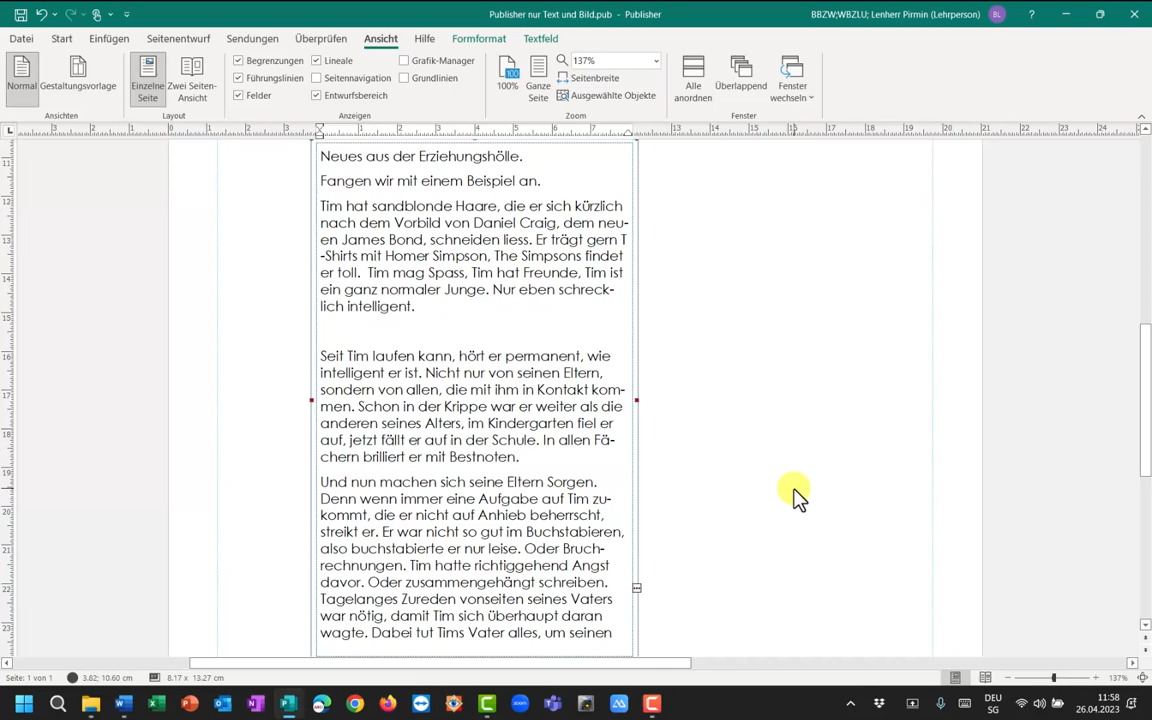 Publisher nur Text und Bild.pub - Publisher
BBZW;WBZLU; Lenherr Pirmin (Lehrperson)
BL
?
Datei Start Einfügen Seitenentwurf Sendungen Überprüfen Ansicht Hilfe Formformat Textfeld
Normal Gestaltungsvorlage
Ansichten
Einzelne Seite
Zwei Seiten-Ansicht
Layout
Begrenzungen Lineale Grafik-Manager
Führungslinien Seitennavigation Grundlinien
Felder Entwurfsbereich
Anzeigen
100%
Ganze Seite
137%
Seitenbreite
Ausgewählte Objekte
Zoom
Alle anordnen
Überlappend
Fenster wechseln
Fenster
Neues aus der Erziehungshölle.
Fangen wir mit einem Beispiel an.
Tim hat sandblonde Haare, die er sich kürzlich
nach dem Vorbild von Daniel Craig, dem neu-
en James Bond, schneiden liess. Er trägt gern T
-Shirts mit Homer Simpson, The Simpsons findet
er toll.  Tim mag Spass, Tim hat Freunde, Tim ist
ein ganz normaler Junge. Nur eben schreck-
lich intelligent.
Seit Tim laufen kann, hört er permanent, wie
intelligent er ist. Nicht nur von seinen Eltern,
sondern von allen, die mit ihm in Kontakt kom-
men. Schon in der Krippe war er weiter als die
anderen seines Alters, im Kindergarten fiel er
auf, jetzt fällt er auf in der Schule. In allen Fä-
chern brilliert er mit Bestnoten.
Und nun machen sich seine Eltern Sorgen.
Denn wenn immer eine Aufgabe auf Tim zu-
kommt, die er nicht auf Anhieb beherrscht,
streikt er. Er war nicht so gut im Buchstabieren,
also buchstabierte er nur leise. Oder Bruch-
rechnungen. Tim hatte richtiggehend Angst
davor. Oder zusammengehängt schreiben.
Tagelanges Zureden vonseiten seines Vaters
war nötig, damit Tim sich überhaupt daran
wagte. Dabei tut Tims Vater alles, um seinen
Seite: 1 von 1 3.82; 10.60 cm 8.17 x 13.27 cm 137%
DEU
SG
11:58
26.04.2023